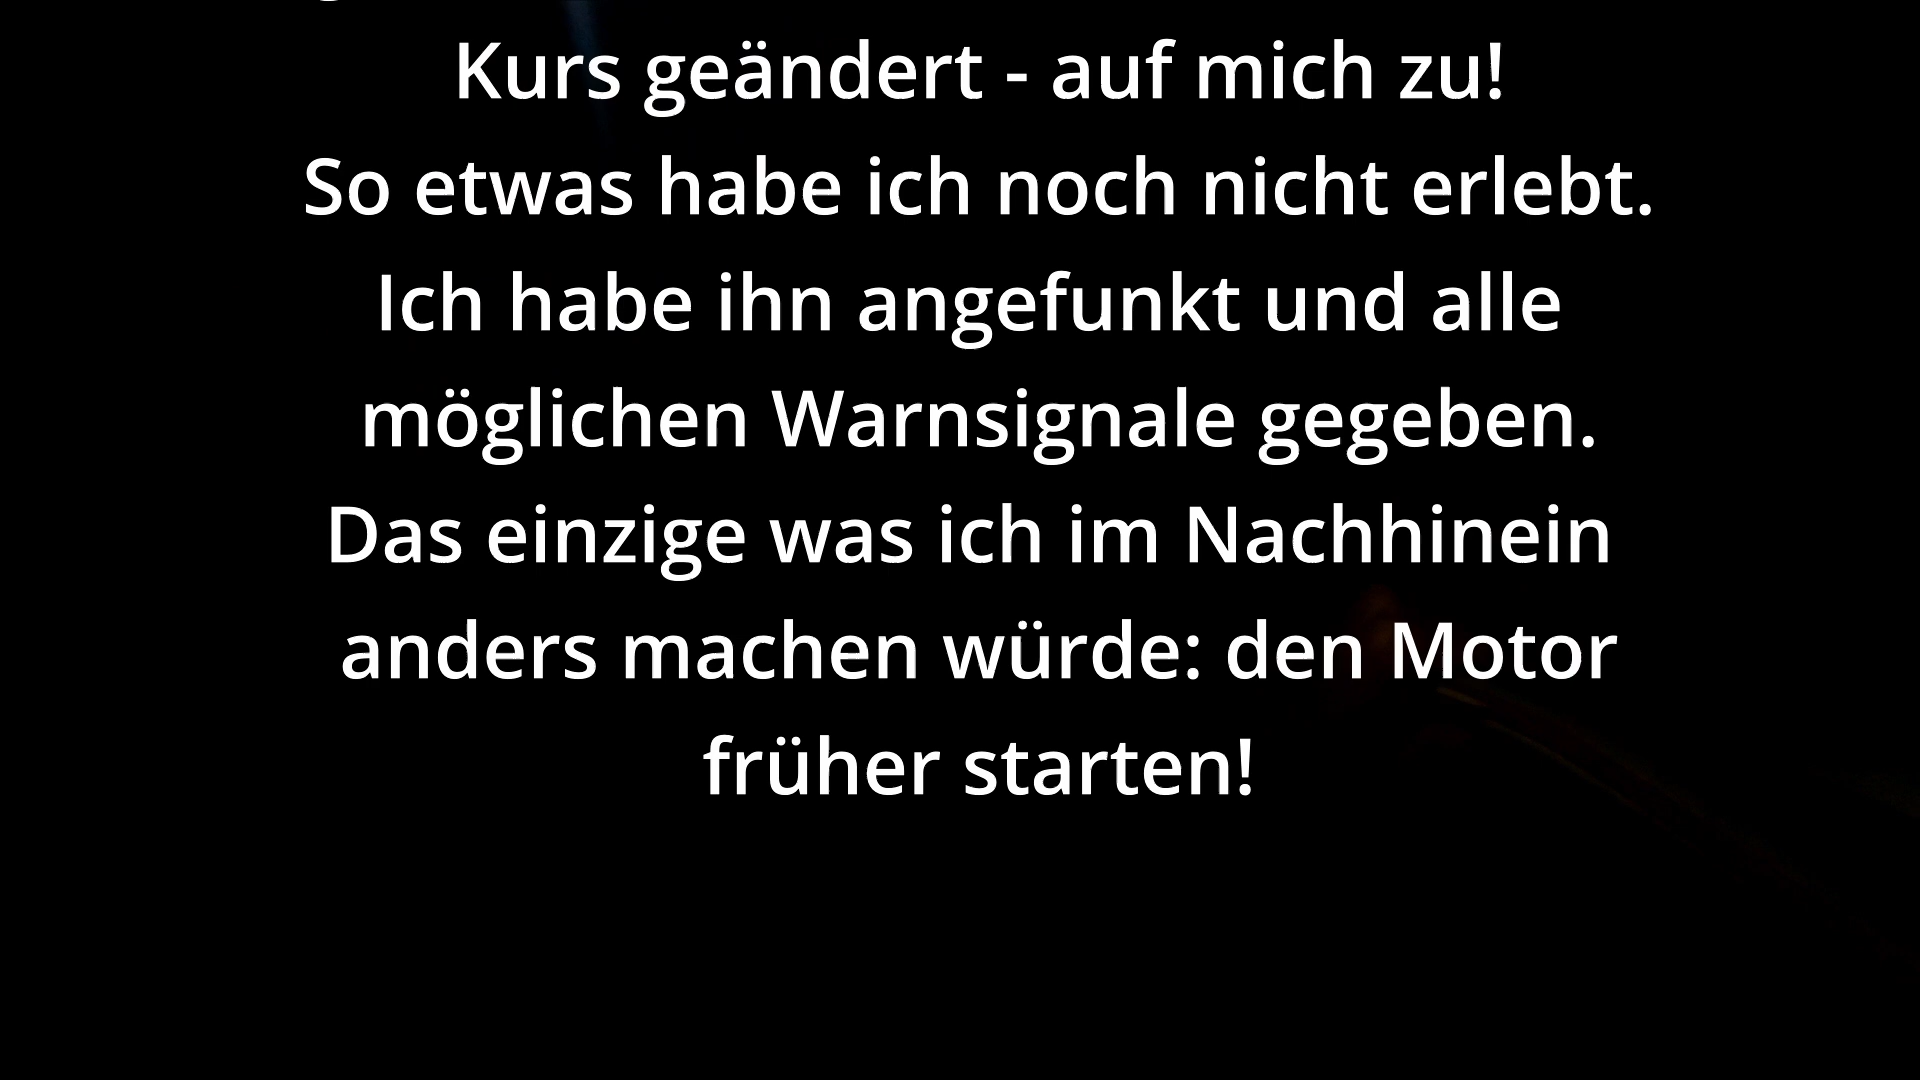 Kurs geändert - auf mich zu!
So etwas habe ich noch nicht erlebt.
Ich habe ihn angefunkt und alle
möglichen Warnsignale gegeben.
Das einzige was ich im Nachhinein
anders machen würde: den Motor
früher starten!